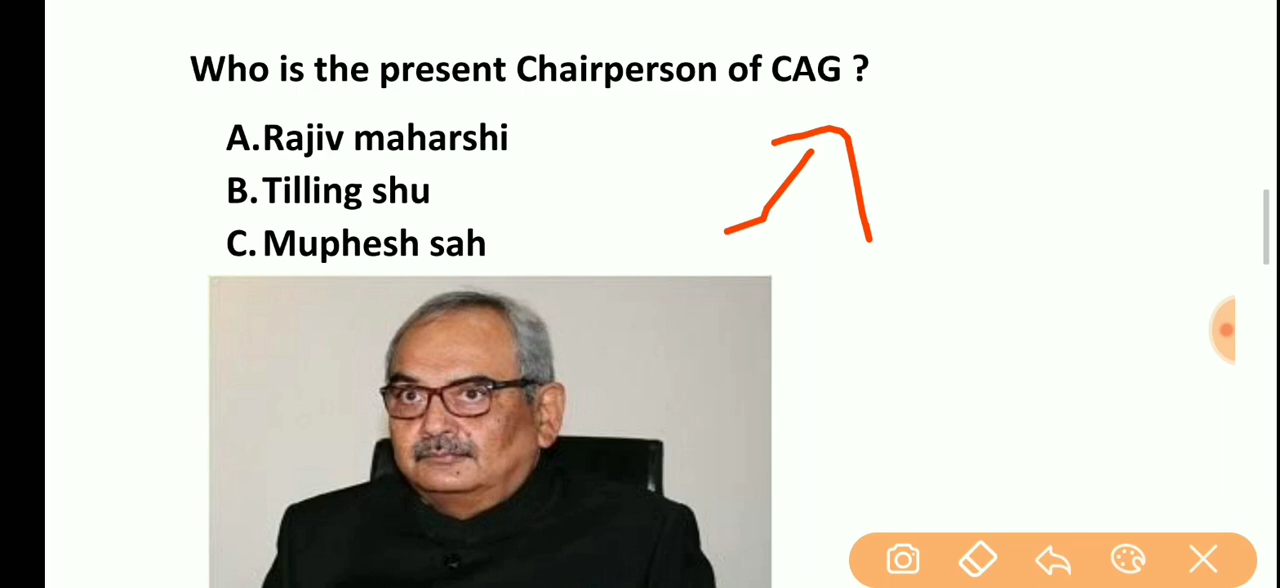 Who is the present Chairperson of CAG ?
A. Rajiv maharshi
B. Tilling shu
C. Muphesh sah